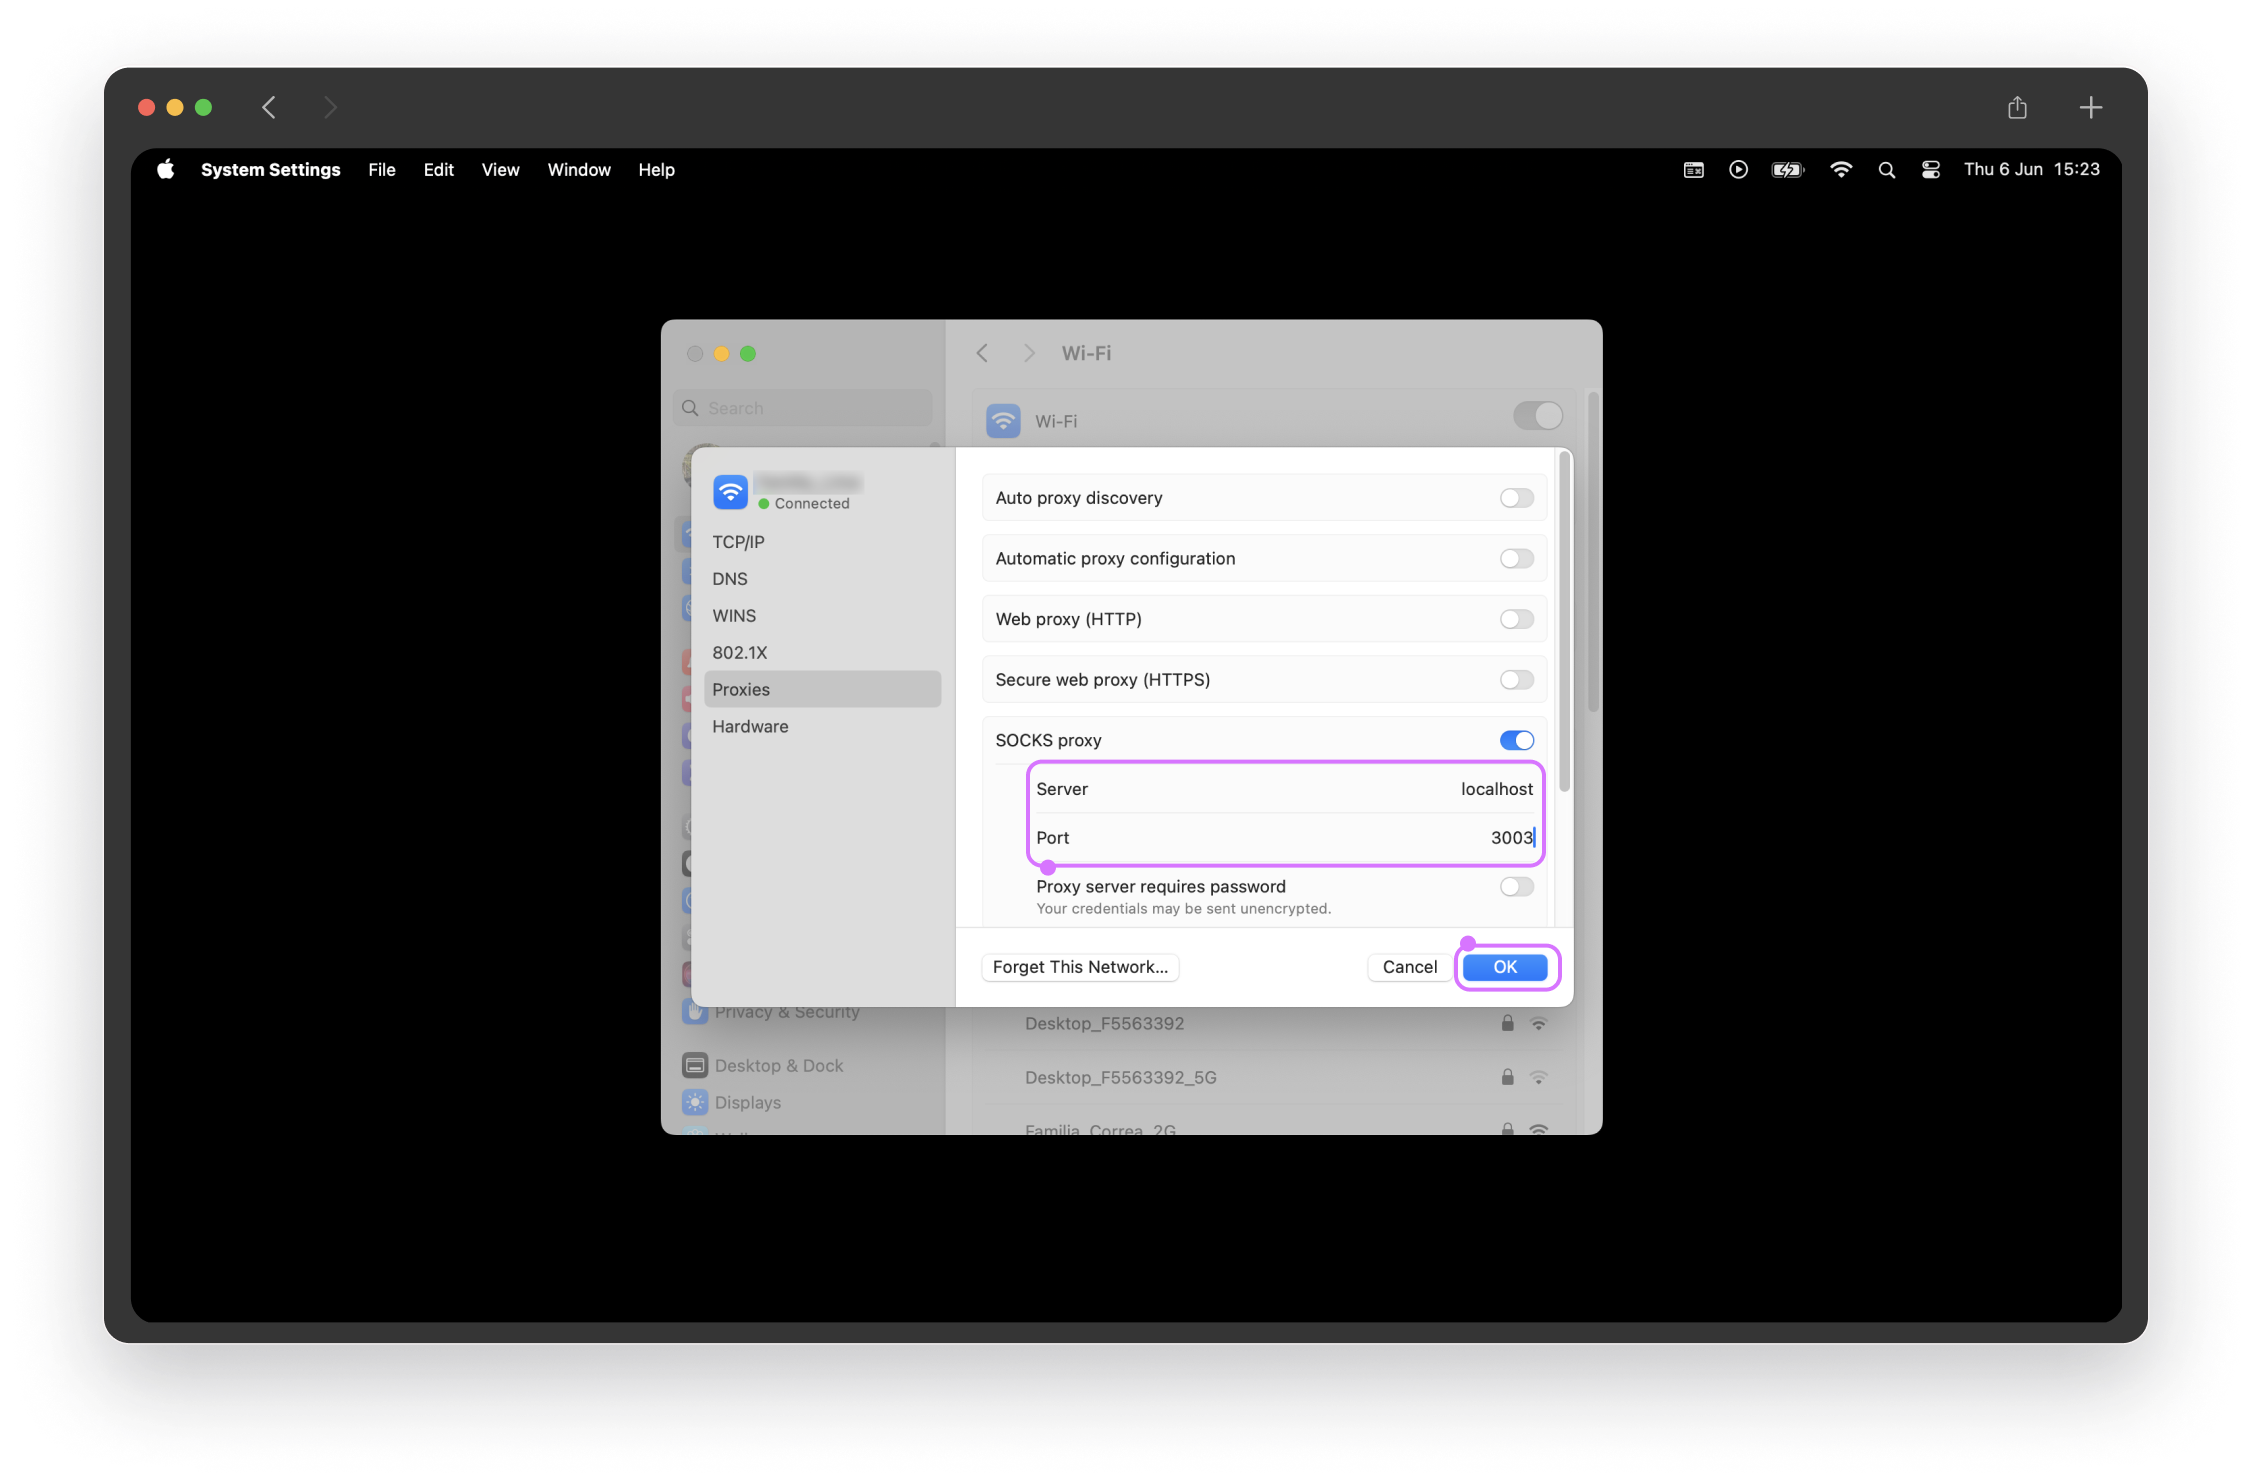 System Settings File Edit View Window Help Thu 6 Jun 15:23
Wi-Fi
Search
Wi-Fi
Connected
TCP/IP
DNS
WINS
802.1X
Proxies
Hardware
Auto proxy discovery
Automatic proxy configuration
Web proxy (HTTP)
Secure web proxy (HTTPS)
SOCKS proxy
Server localhost
Port 3003
Proxy server requires password
Your credentials may be sent unencrypted.
Forget This Network... Cancel OK
Privacy & Security
Desktop & Dock
Displays
Desktop_F5563392
Desktop_F5563392_5G
Familia_Correa_2G